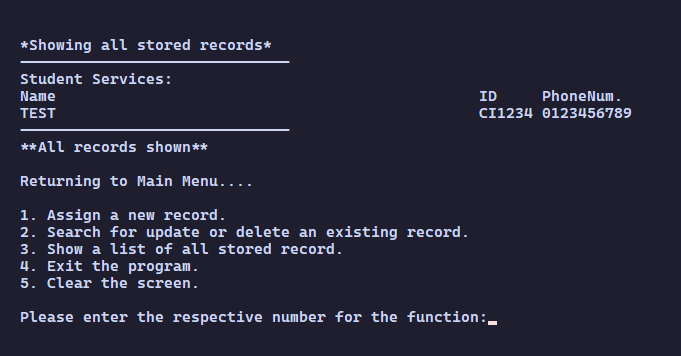 *Showing all stored records*
Student Services:
Name ID PhoneNum.
TEST CI1234 0123456789
**All records shown**
Returning to Main Menu....
1. Assign a new record.
2. Search for update or delete an existing record.
3. Show a list of all stored record.
4. Exit the program.
5. Clear the screen.
Please enter the respective number for the function: